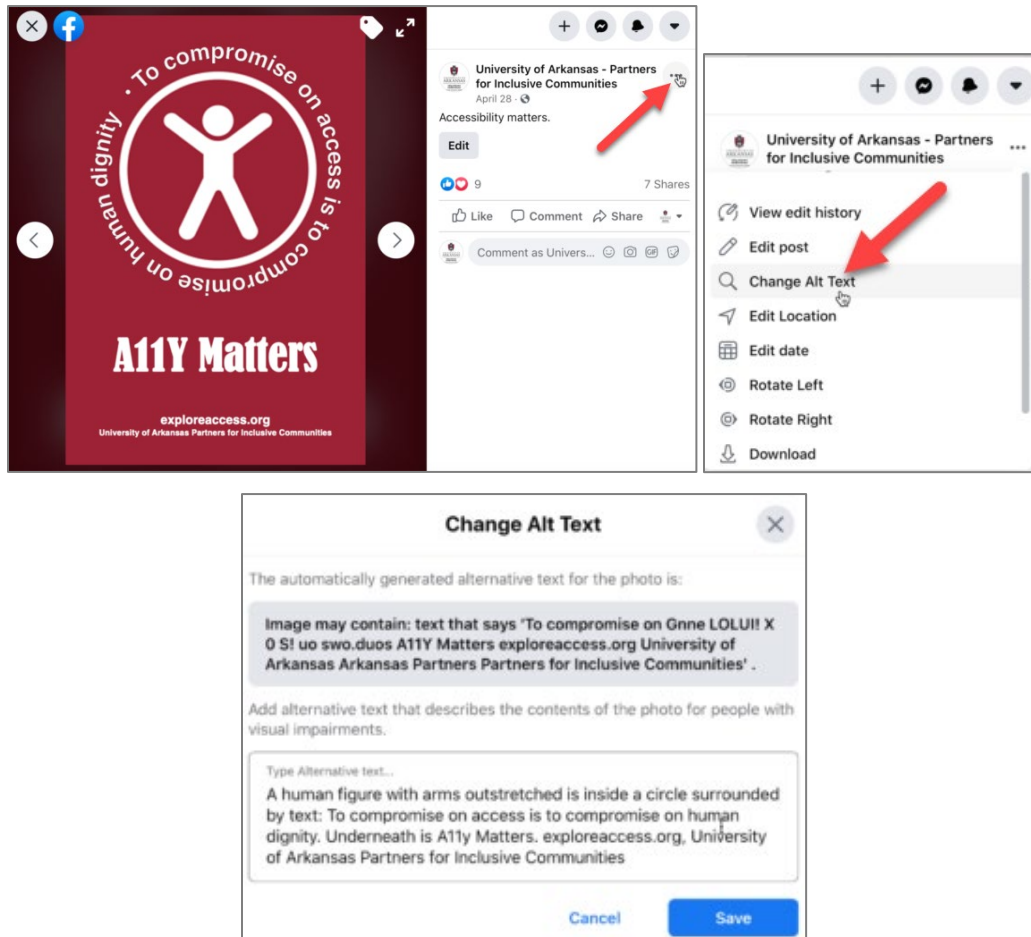 To compromise on access is to compromise on human dignity ·
A11Y Matters
exploreaccess.org
University of Arkansas Partners for Inclusive Communities
University of Arkansas - Partners
for Inclusive Communities
April 28 ·
Accessibility matters.
Edit
9
7 Shares
Like Comment Share
Comment as Univers... GIF
University of Arkansas - Partners
for Inclusive Communities
View edit history
Edit post
Change Alt Text
Edit Location
Edit date
Rotate Left
Rotate Right
Download
Change Alt Text
The automatically generated alternative text for the photo is:
Image may contain: text that says 'To compromise on Gnne LOLUI! X
0 S! uo swo.duos A11Y Matters exploreaccess.org University of
Arkansas Arkansas Partners Partners for Inclusive Communities' .
Add alternative text that describes the contents of the photo for people with
visual impairments.
Type Alternative text...
A human figure with arms outstretched is inside a circle surrounded
by text: To compromise on access is to compromise on human
dignity. Underneath is A11y Matters. exploreaccess.org, University
of Arkansas Partners for Inclusive Communities
Cancel
Save